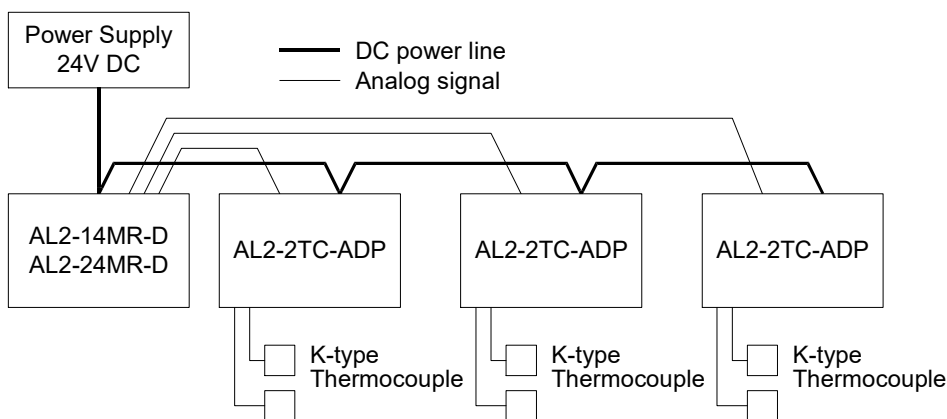 Power Supply
24V DC
DC power line
Analog signal
AL2-14MR-D
AL2-24MR-D
AL2-2TC-ADP
AL2-2TC-ADP
AL2-2TC-ADP
K-type
Thermocouple
K-type
Thermocouple
K-type
Thermocouple